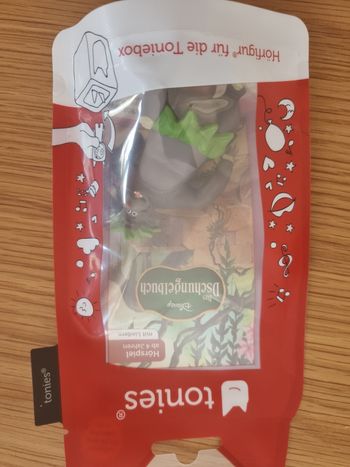 tonies®
Hörspiel
ab 4 Jahren
mit Liedern
Disney
Das
Dschungelbuch
Hörfigur® für die Toniebox
tonies®